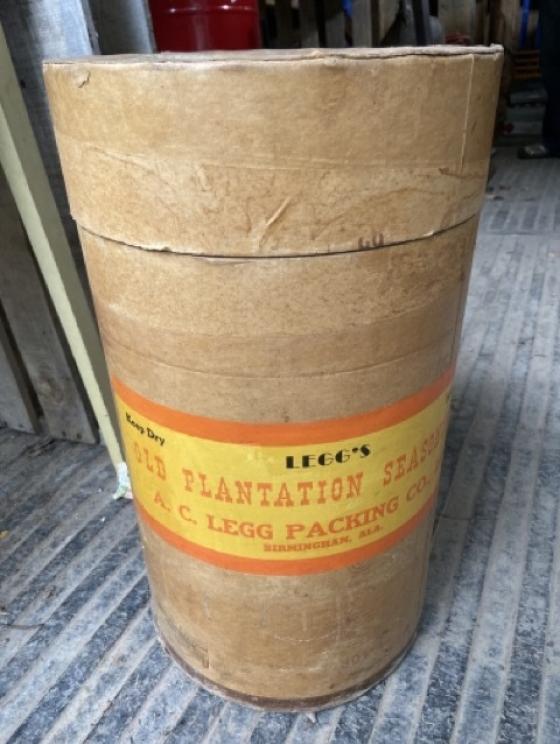 Keep Dry
LEGG'S
OLD PLANTATION
A. C. LEGG PACKING CO.
BIRMINGHAM, ALA.